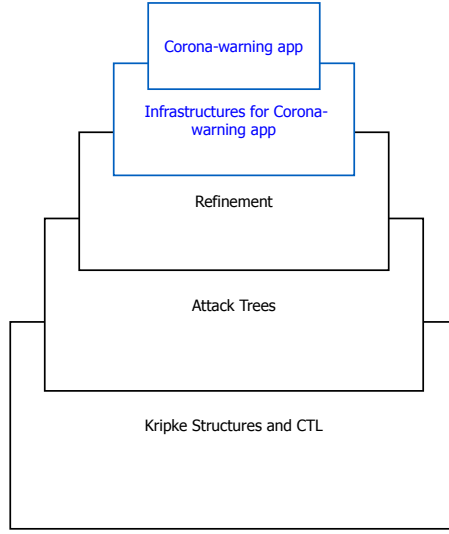 Corona-warning app
Infrastructures for Corona-
warning app
Refinement
Attack Trees
Kripke Structures and CTL